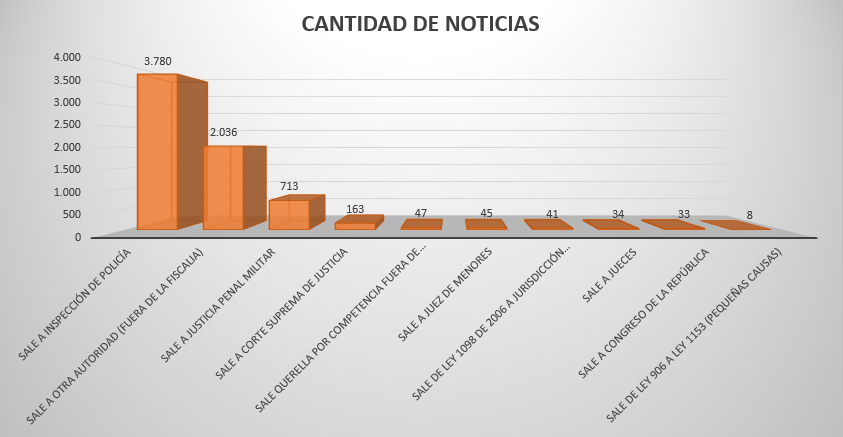 CANTIDAD DE NOTICIAS
4.000
3.500
3.000
2.500
2.000
1.500
1.000
500
0
3.780
2.036
713
163
47
45
41
34
33
8
SALE A INSPECCIÓN DE POLICÍA
SALE A OTRA AUTORIDAD (FUERA DE LA FISCALIA)
SALE A JUSTICIA PENAL MILITAR
SALE A CORTE SUPREMA DE JUSTICIA
SALE QUERELLA POR COMPETENCIA FUERA DE...
SALE A JUEZ DE MENORES
SALE DE LEY 1098 DE 2006 A JURISDICCIÓN...
SALE A JUECES
SALE A CONGRESO DE LA REPÚBLICA
SALE DE LEY 906 A LEY 1153 (PEQUEÑAS CAUSAS)